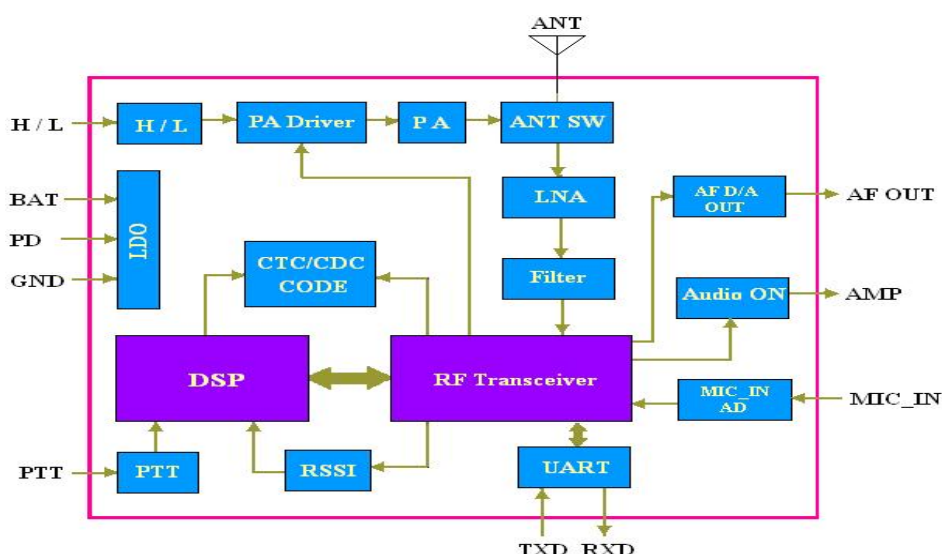 ANT
H / L
H / L
PA Driver
P A
ANT SW
BAT
PD
GND
LDO
LNA
AF D/A
OUT
AF OUT
CTC/CDC
CODE
Filter
Audio ON
AMP
DSP
RF Transceiver
MIC_IN
AD
MIC_IN
PTT
PTT
RSSI
UART
TXD
RXD